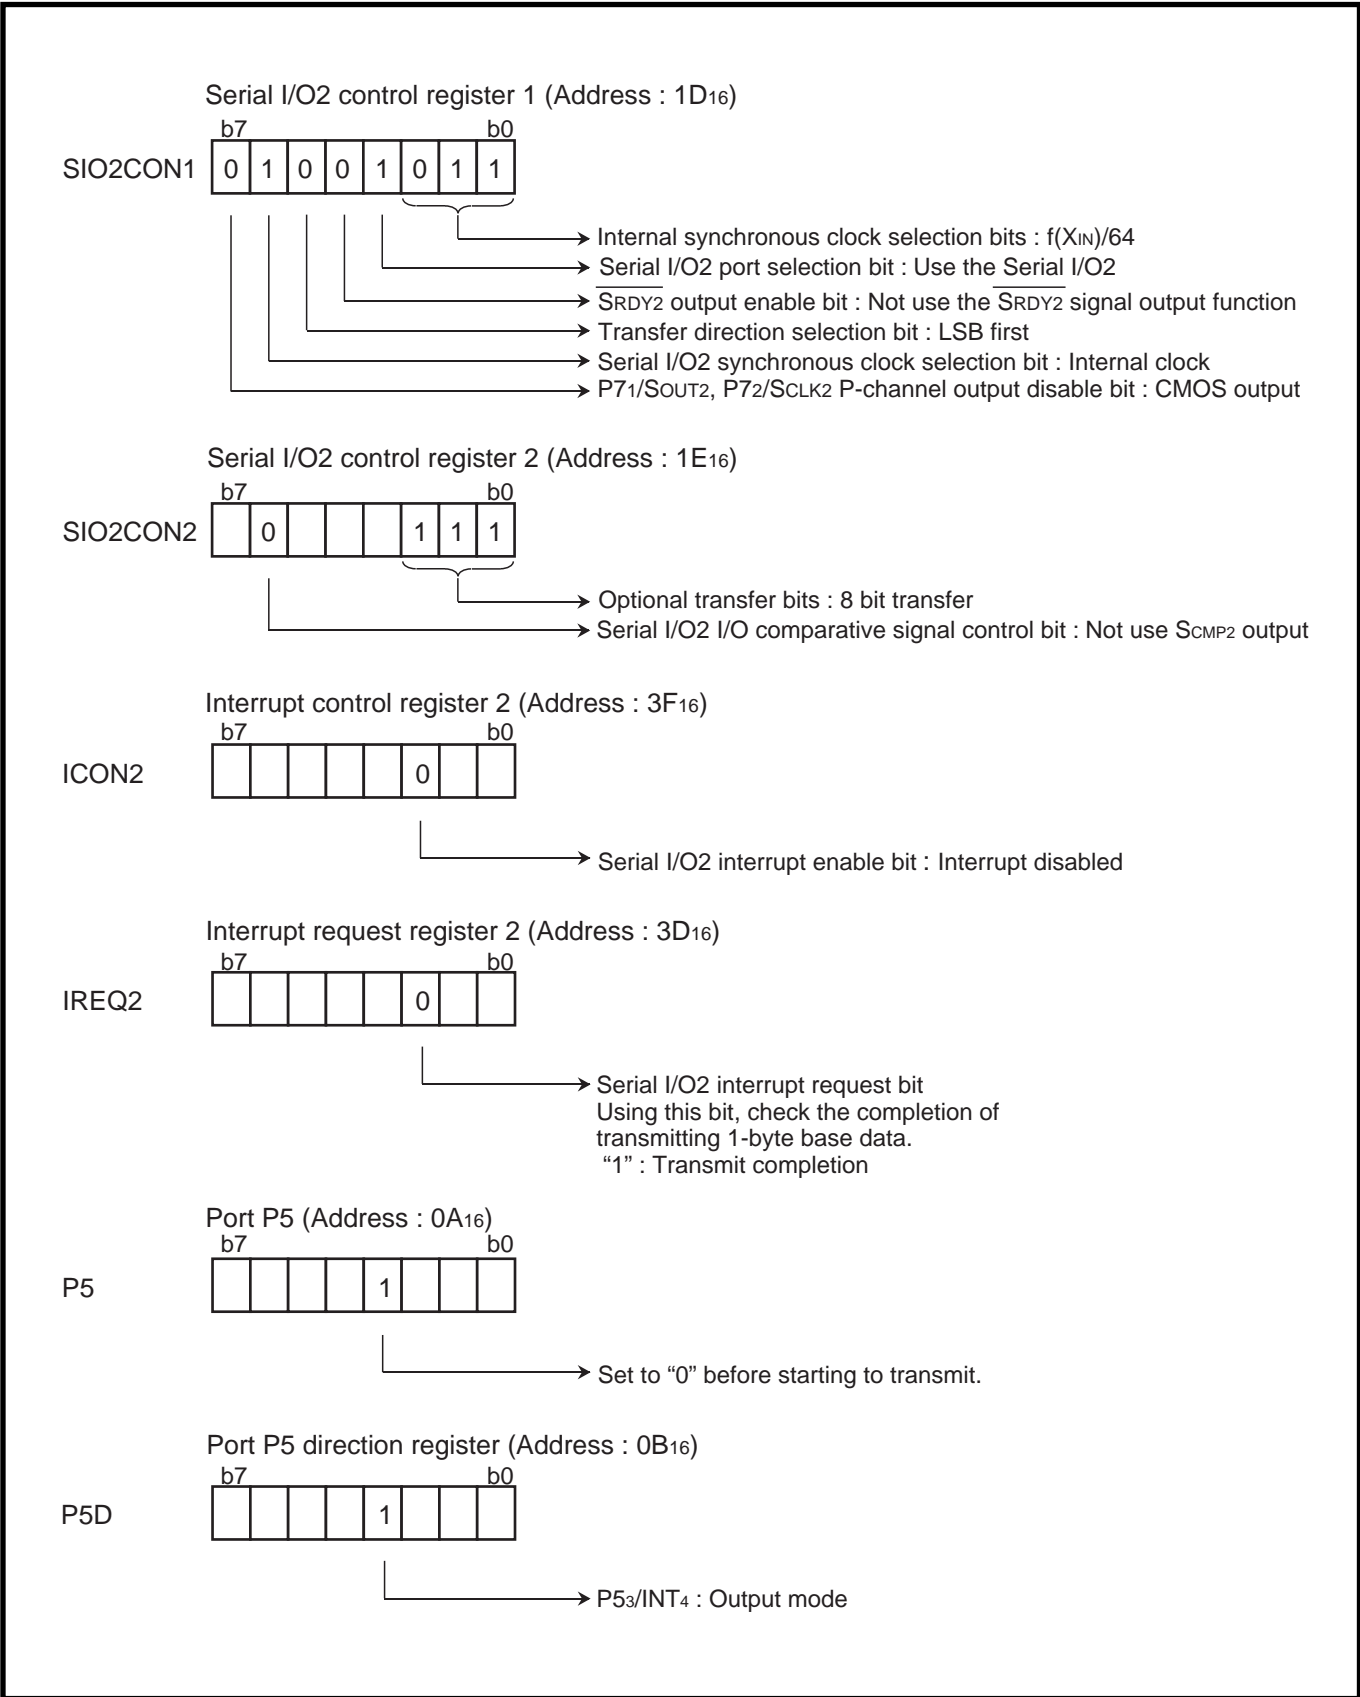 Serial I/O2 control register 1 (Address : 1D16)
b7 b0
SIO2CON1 0 1 0 0 1 0 1 1
Internal synchronous clock selection bits : f(XIN)/64
Serial I/O2 port selection bit : Use the Serial I/O2
SRDY2 output enable bit : Not use the SRDY2 signal output function
Transfer direction selection bit : LSB first
Serial I/O2 synchronous clock selection bit : Internal clock
P71/SOUT2, P72/SCLK2 P-channel output disable bit : CMOS output
Serial I/O2 control register 2 (Address : 1E16)
b7 b0
SIO2CON2 0 1 1 1
Optional transfer bits : 8 bit transfer
Serial I/O2 I/O comparative signal control bit : Not use SCMP2 output
Interrupt control register 2 (Address : 3F16)
b7 b0
ICON2 0
Serial I/O2 interrupt enable bit : Interrupt disabled
Interrupt request register 2 (Address : 3D16)
b7 b0
IREQ2 0
Serial I/O2 interrupt request bit
Using this bit, check the completion of
transmitting 1-byte base data.
“1” : Transmit completion
Port P5 (Address : 0A16)
b7 b0
P5 1
Set to “0” before starting to transmit.
Port P5 direction register (Address : 0B16)
b7 b0
P5D 1
P53/INT4 : Output mode